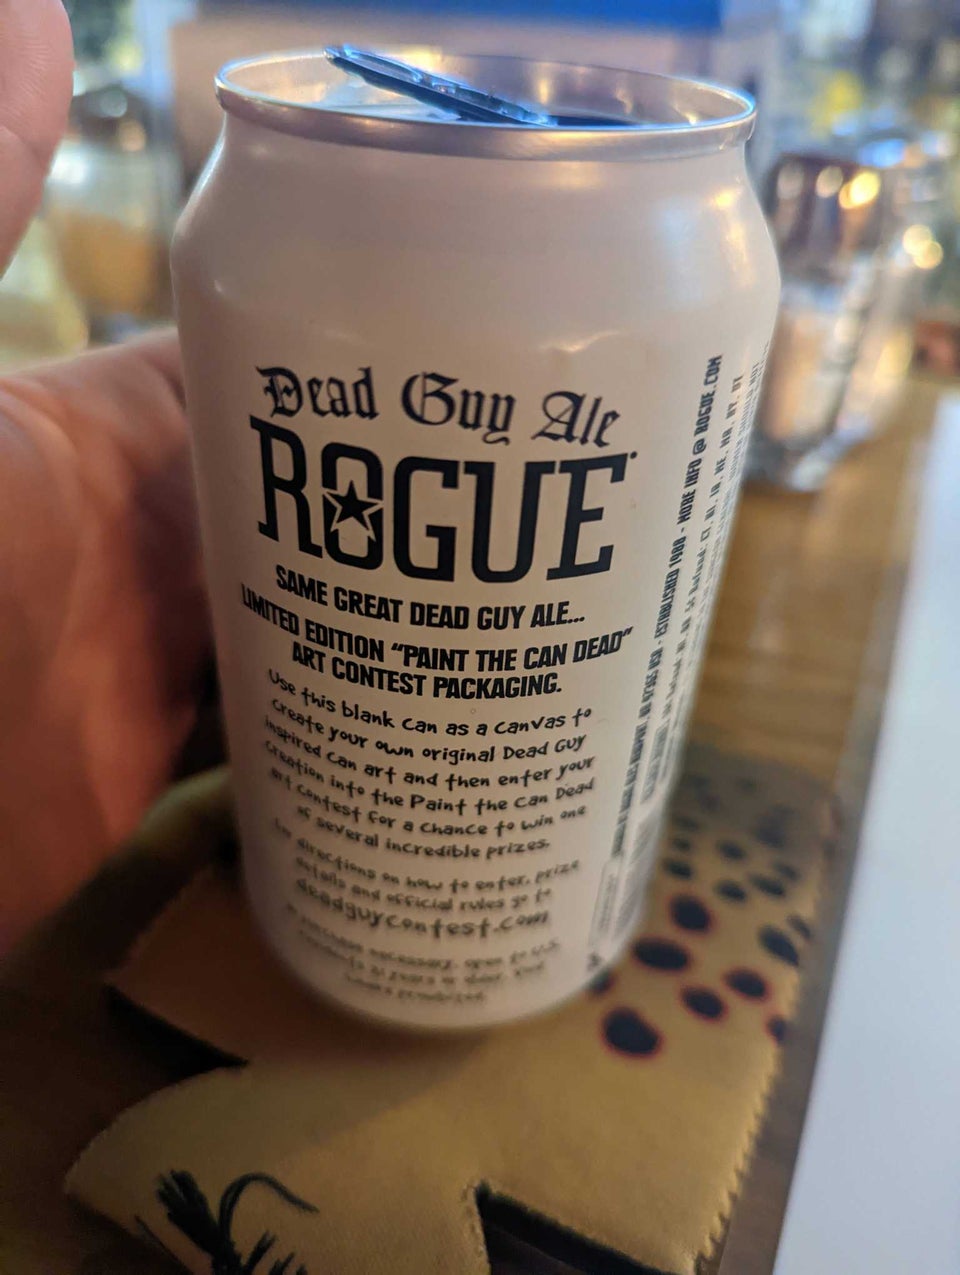 Dead Guy Ale
ROGUE
SAME GREAT DEAD GUY ALE...
LIMITED EDITION "PAINT THE CAN DEAD"
ART CONTEST PACKAGING.
Use this blank can as a canvas to
create your own original Dead Guy
inspired can art and then enter your
creation into the Paint the Can Dead
art contest for a chance to win one
of several incredible prizes.
For directions on how to enter, prize
details and official rules go to
deadguycontest.com
ESTABLISHED 1988 - MORE INFO @ ROGUE.COM